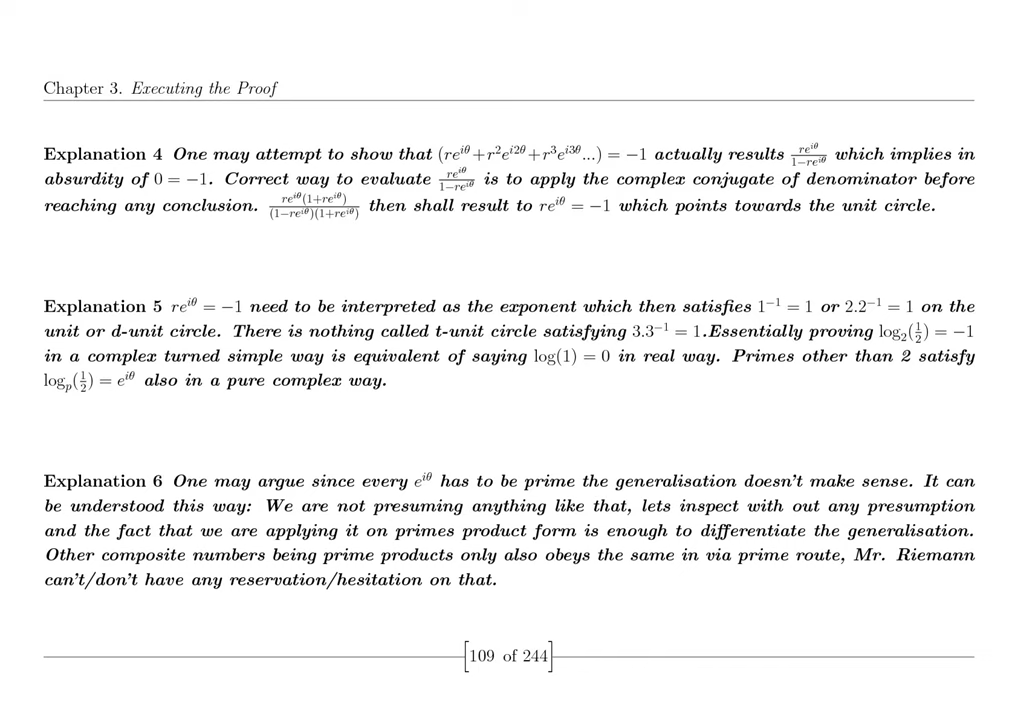 Chapter 3. Executing the Proof
Explanation 4 One may attempt to show that (re^{iθ}+r^2e^{i2θ}+r^3e^{i3θ}...) = −1 actually results \frac{re^{iθ}}{1−re^{iθ}} which implies in
absurdity of 0 = −1. Correct way to evaluate \frac{re^{iθ}}{1−re^{iθ}} is to apply the complex conjugate of denominator before
reaching any conclusion. \frac{re^{iθ}(1+re^{iθ})}{(1−re^{iθ})(1+re^{iθ})} then shall result to re^{iθ} = −1 which points towards the unit circle.
Explanation 5 re^{iθ} = −1 need to be interpreted as the exponent which then satisfies 1^{−1} = 1 or 2.2^{−1} = 1 on the
unit or d-unit circle. There is nothing called t-unit circle satisfying 3.3^{−1} = 1.Essentially proving log_2(\frac{1}{2}) = −1
in a complex turned simple way is equivalent of saying log(1) = 0 in real way. Primes other than 2 satisfy
log_p(\frac{1}{2}) = e^{iθ} also in a pure complex way.
Explanation 6 One may argue since every e^{iθ} has to be prime the generalisation doesn't make sense. It can
be understood this way: We are not presuming anything like that, lets inspect with out any presumption
and the fact that we are applying it on primes product form is enough to differentiate the generalisation.
Other composite numbers being prime products only also obeys the same in via prime route, Mr. Riemann
can't/don't have any reservation/hesitation on that.
[109 of 244]